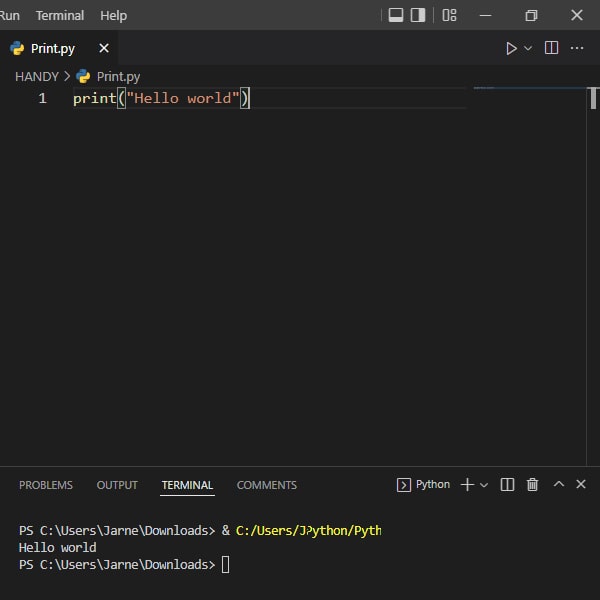 Run Terminal Help
Print.py
HANDY > Print.py
1 print("Hello world")
PROBLEMS OUTPUT TERMINAL COMMENTS Python
PS C:\Users\Jarne\Downloads> & C:/Users/JPython/Pyth
Hello world
PS C:\Users\Jarne\Downloads>